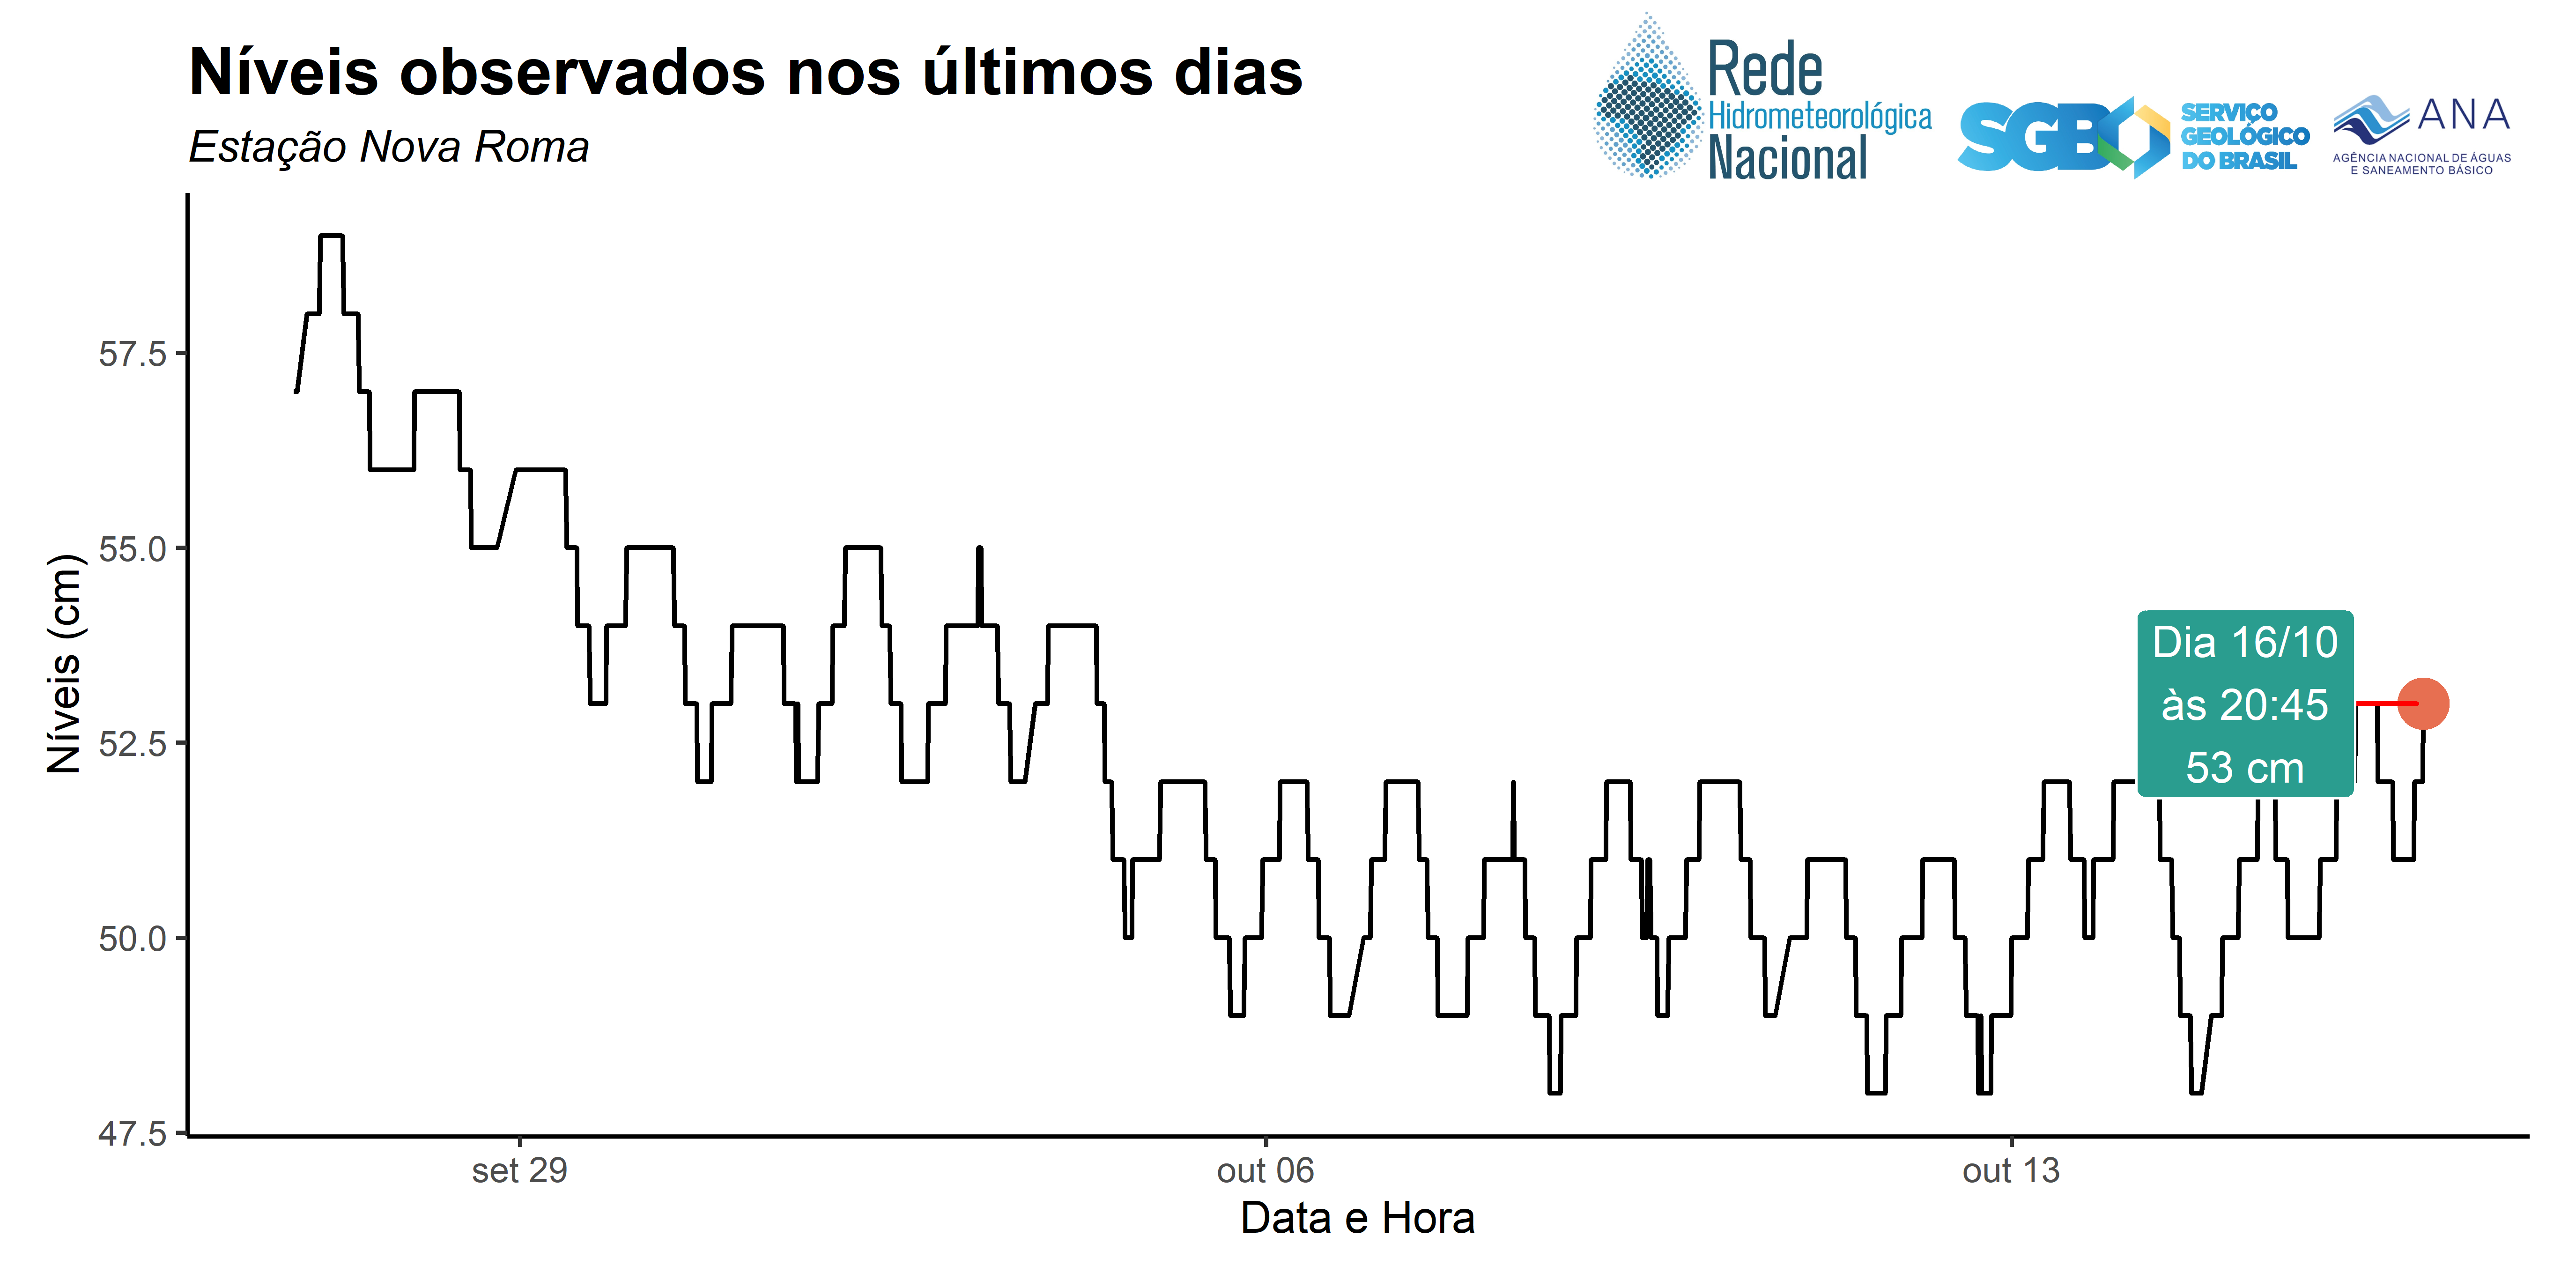 Níveis observados nos últimos dias
Estação Nova Roma
Rede
Hidrometeorológica
Nacional
SGB
SERVIÇO
GEOLÓGICO
DO BRASIL
ANA
AGÊNCIA NACIONAL DE ÁGUAS
E SANEAMENTO BÁSICO
Níveis (cm)
57.5
55.0
52.5
50.0
47.5
Dia 16/10
às 20:45
53 cm
set 29
out 06
out 13
Data e Hora